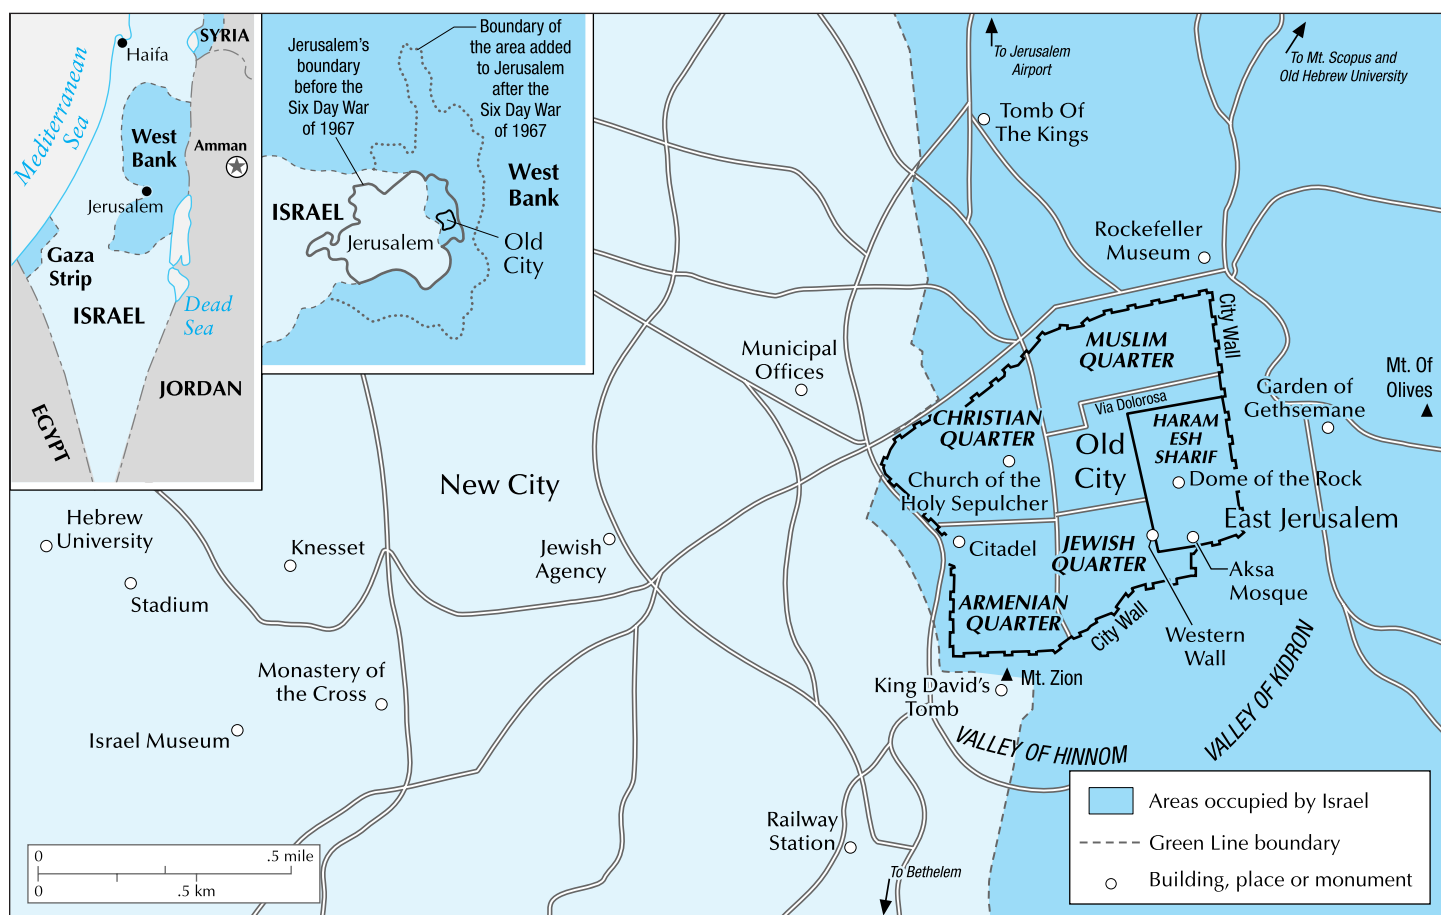 SYRIA
Haifa
Mediterranean
Sea
West
Bank
Amman
Jerusalem
Gaza
Strip
ISRAEL
Dead
Sea
JORDAN
EGYPT
Jerusalem's
boundary
before the
Six Day War
of 1967
Boundary of
the area added
to Jerusalem
after the
Six Day War
of 1967
West
Bank
ISRAEL
Jerusalem
Old
City
To Jerusalem
Airport
To Mt. Scopus and
Old Hebrew University
Tomb Of
The Kings
Rockefeller
Museum
City Wall
MUSLIM
QUARTER
Municipal
Offices
Mt. Of
Olives
Garden of
Gethsemane
Via Dolorosa
CHRISTIAN
QUARTER
HARAM
ESH
SHARIF
Old
City
Church of the
Holy Sepulcher
Dome of the Rock
New City
East Jerusalem
Hebrew
University
Knesset
Jewish
Agency
Citadel
JEWISH
QUARTER
Aksa
Mosque
Stadium
ARMENIAN
QUARTER
City Wall
Western
Wall
Monastery of
the Cross
King David's
Tomb
Mt. Zion
VALLEY OF KIDRON
Israel Museum
VALLEY OF HINNOM
Railway
Station
To Bethelem
0 .5 mile
0 .5 km
Areas occupied by Israel
Green Line boundary
Building, place or monument